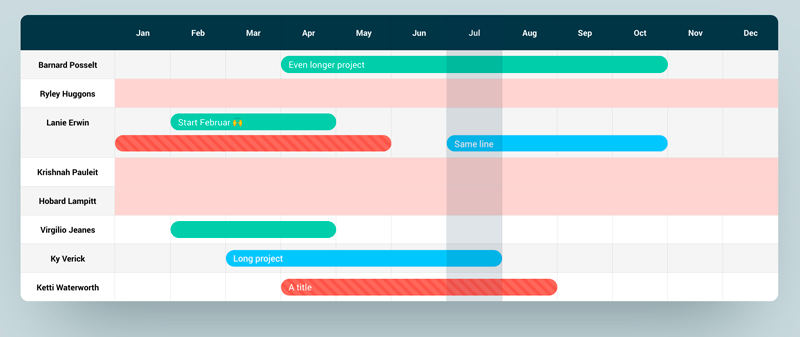 Jan Feb Mar Apr May Jun Jul Aug Sep Oct Nov Dec
Barnard Posselt Even longer project
Ryley Huggons
Lanie Erwin Start Februar 🙌
Same line
Krishnah Pauleit
Hobard Lampitt
Virgilio Jeanes
Ky Verick Long project
Ketti Waterworth A title